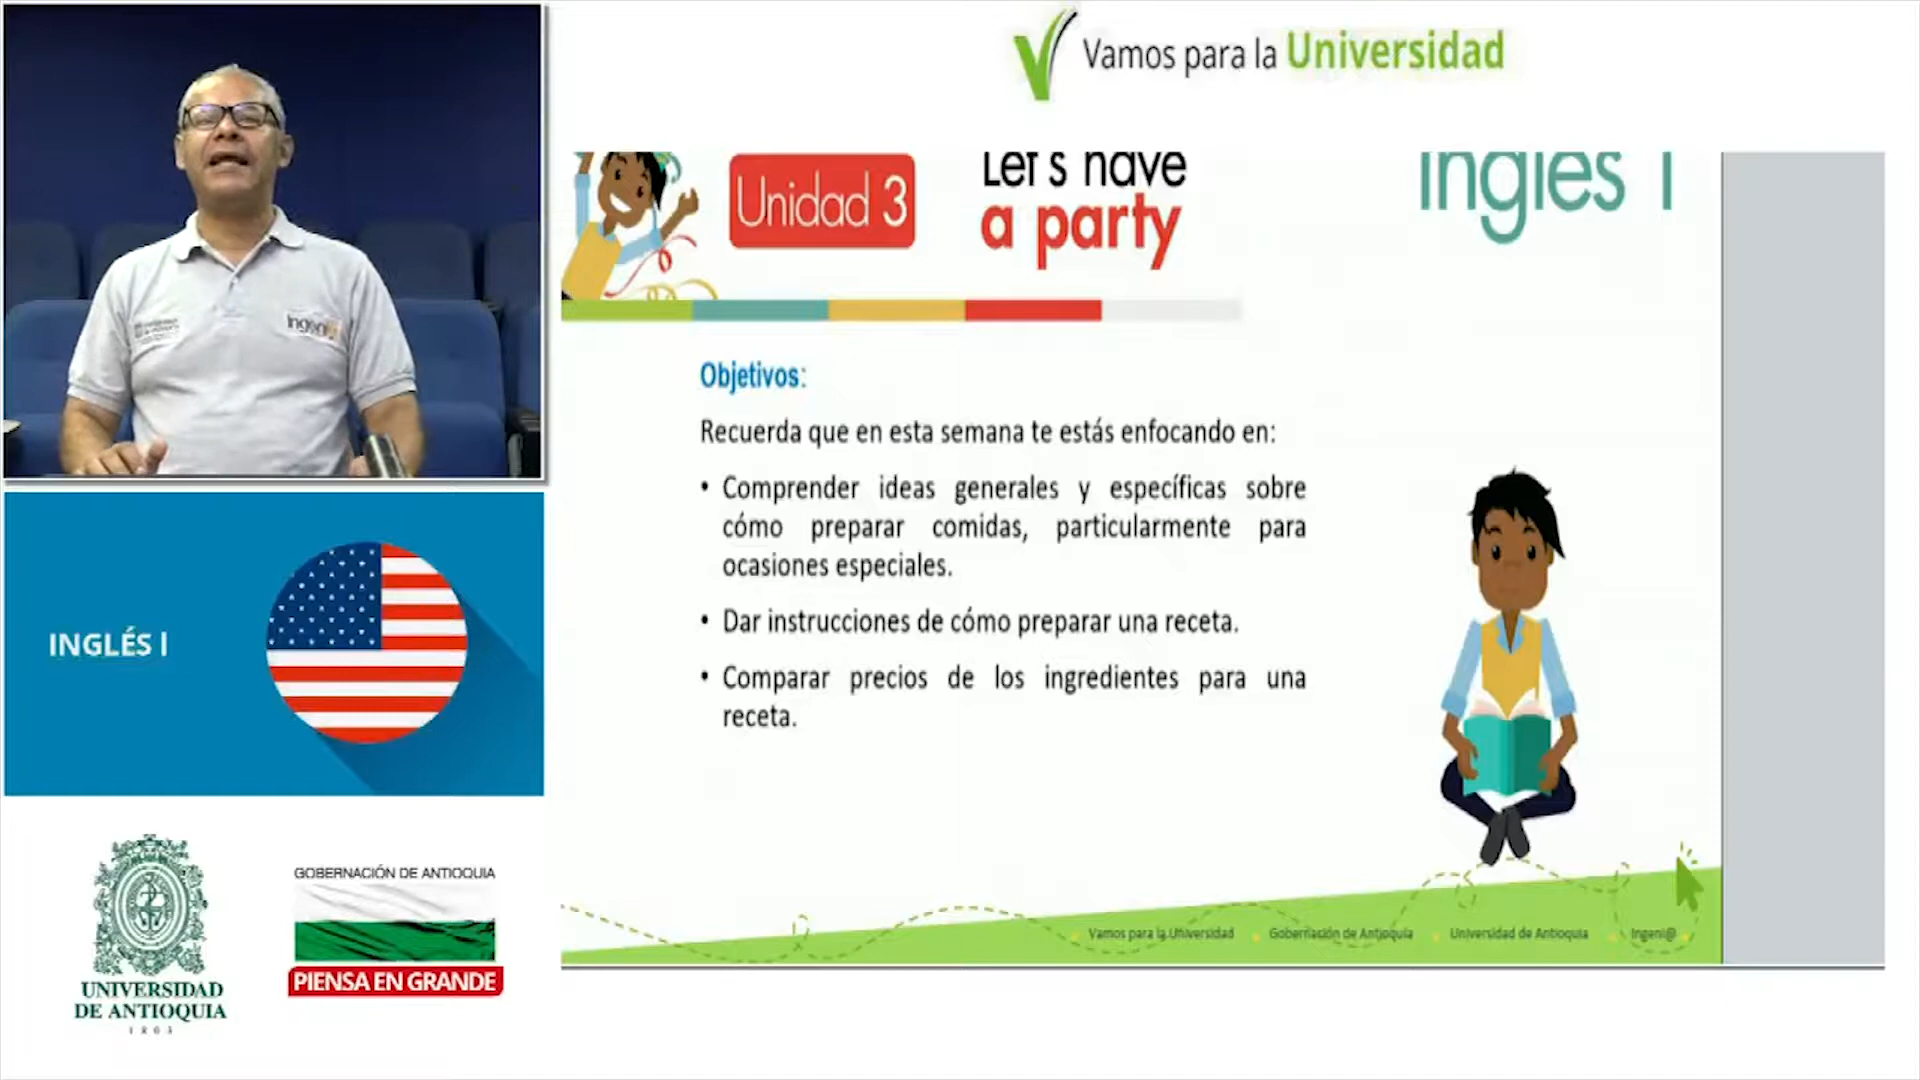 Vamos para la Universidad
Unidad 3
Let's have
a party
Inglés I
Objetivos:
Recuerda que en esta semana te estás enfocando en:
• Comprender ideas generales y específicas sobre
cómo preparar comidas, particularmente para
ocasiones especiales.
• Dar instrucciones de cómo preparar una receta.
• Comparar precios de los ingredientes para una
receta.
Vamos para la Universidad
Gobernación de Antioquia
Universidad de Antioquia
Ingeni@
Ingeni@
INGLÉS I
UNIVERSIDAD
DE ANTIOQUIA
1803
GOBERNACIÓN DE ANTIOQUIA
PIENSA EN GRANDE